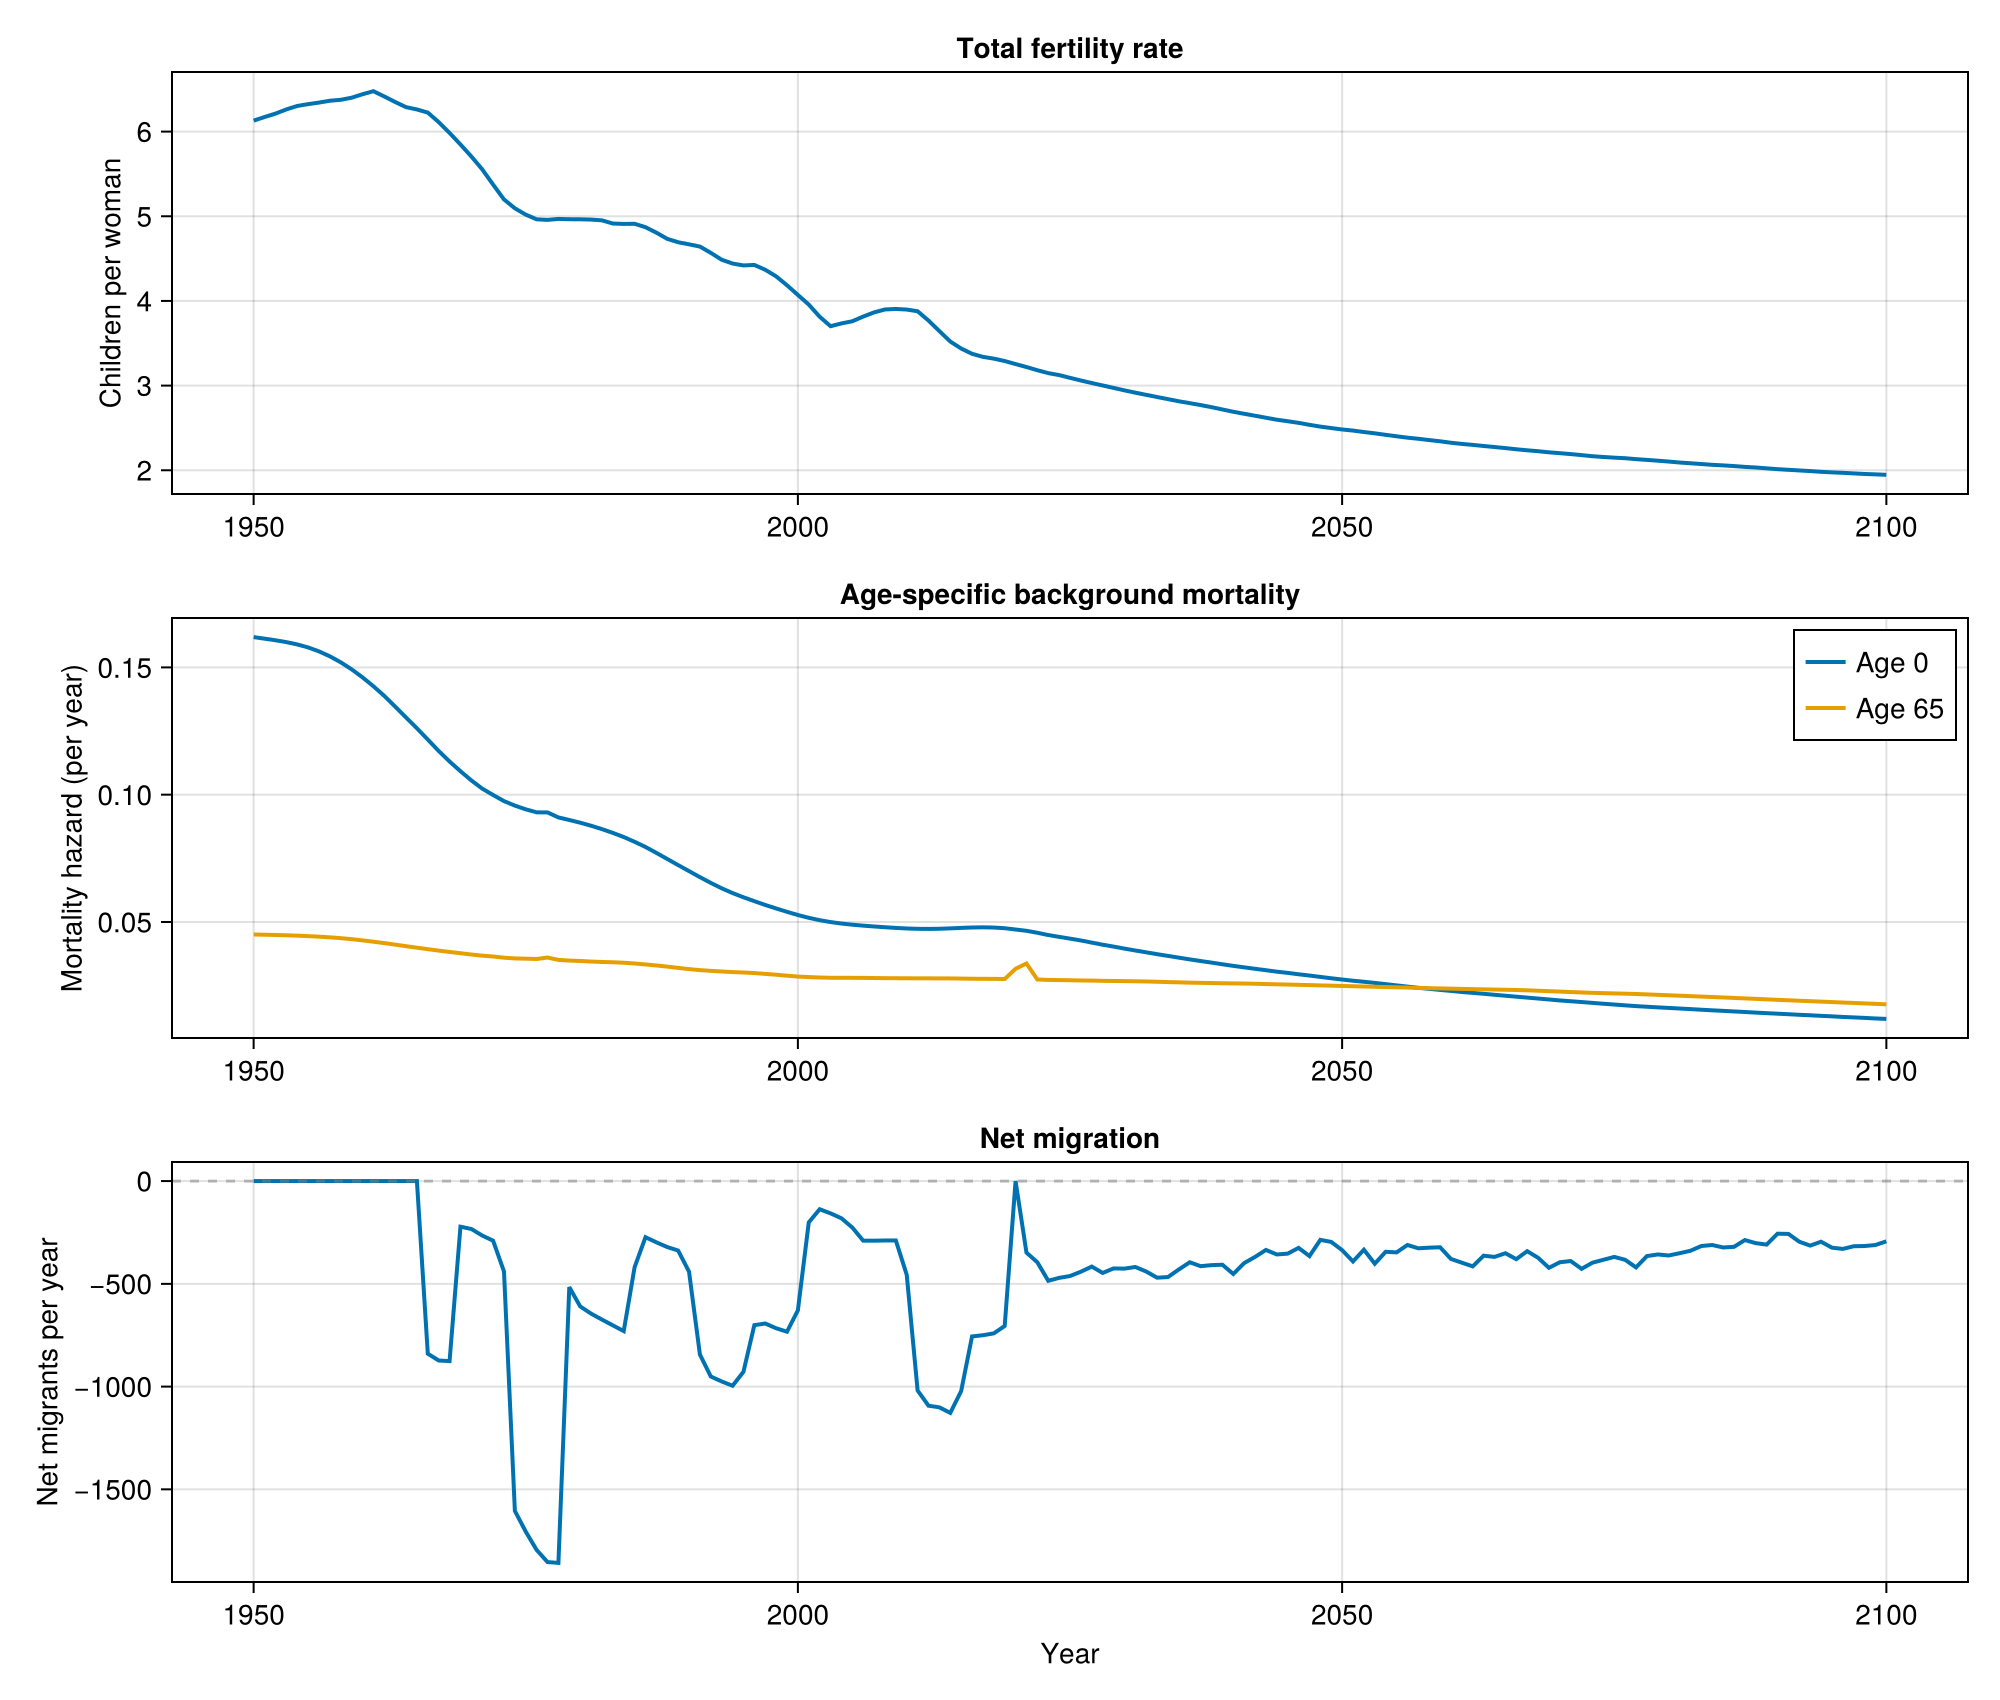 Total fertility rate
Children per woman
6
5
4
3
2
1950 2000 2050 2100
Age-specific background mortality
Mortality hazard (per year)
0.15
0.10
0.05
Age 0
Age 65
1950 2000 2050 2100
Net migration
Net migrants per year
0
−500
−1000
−1500
1950 2000 2050 2100
Year